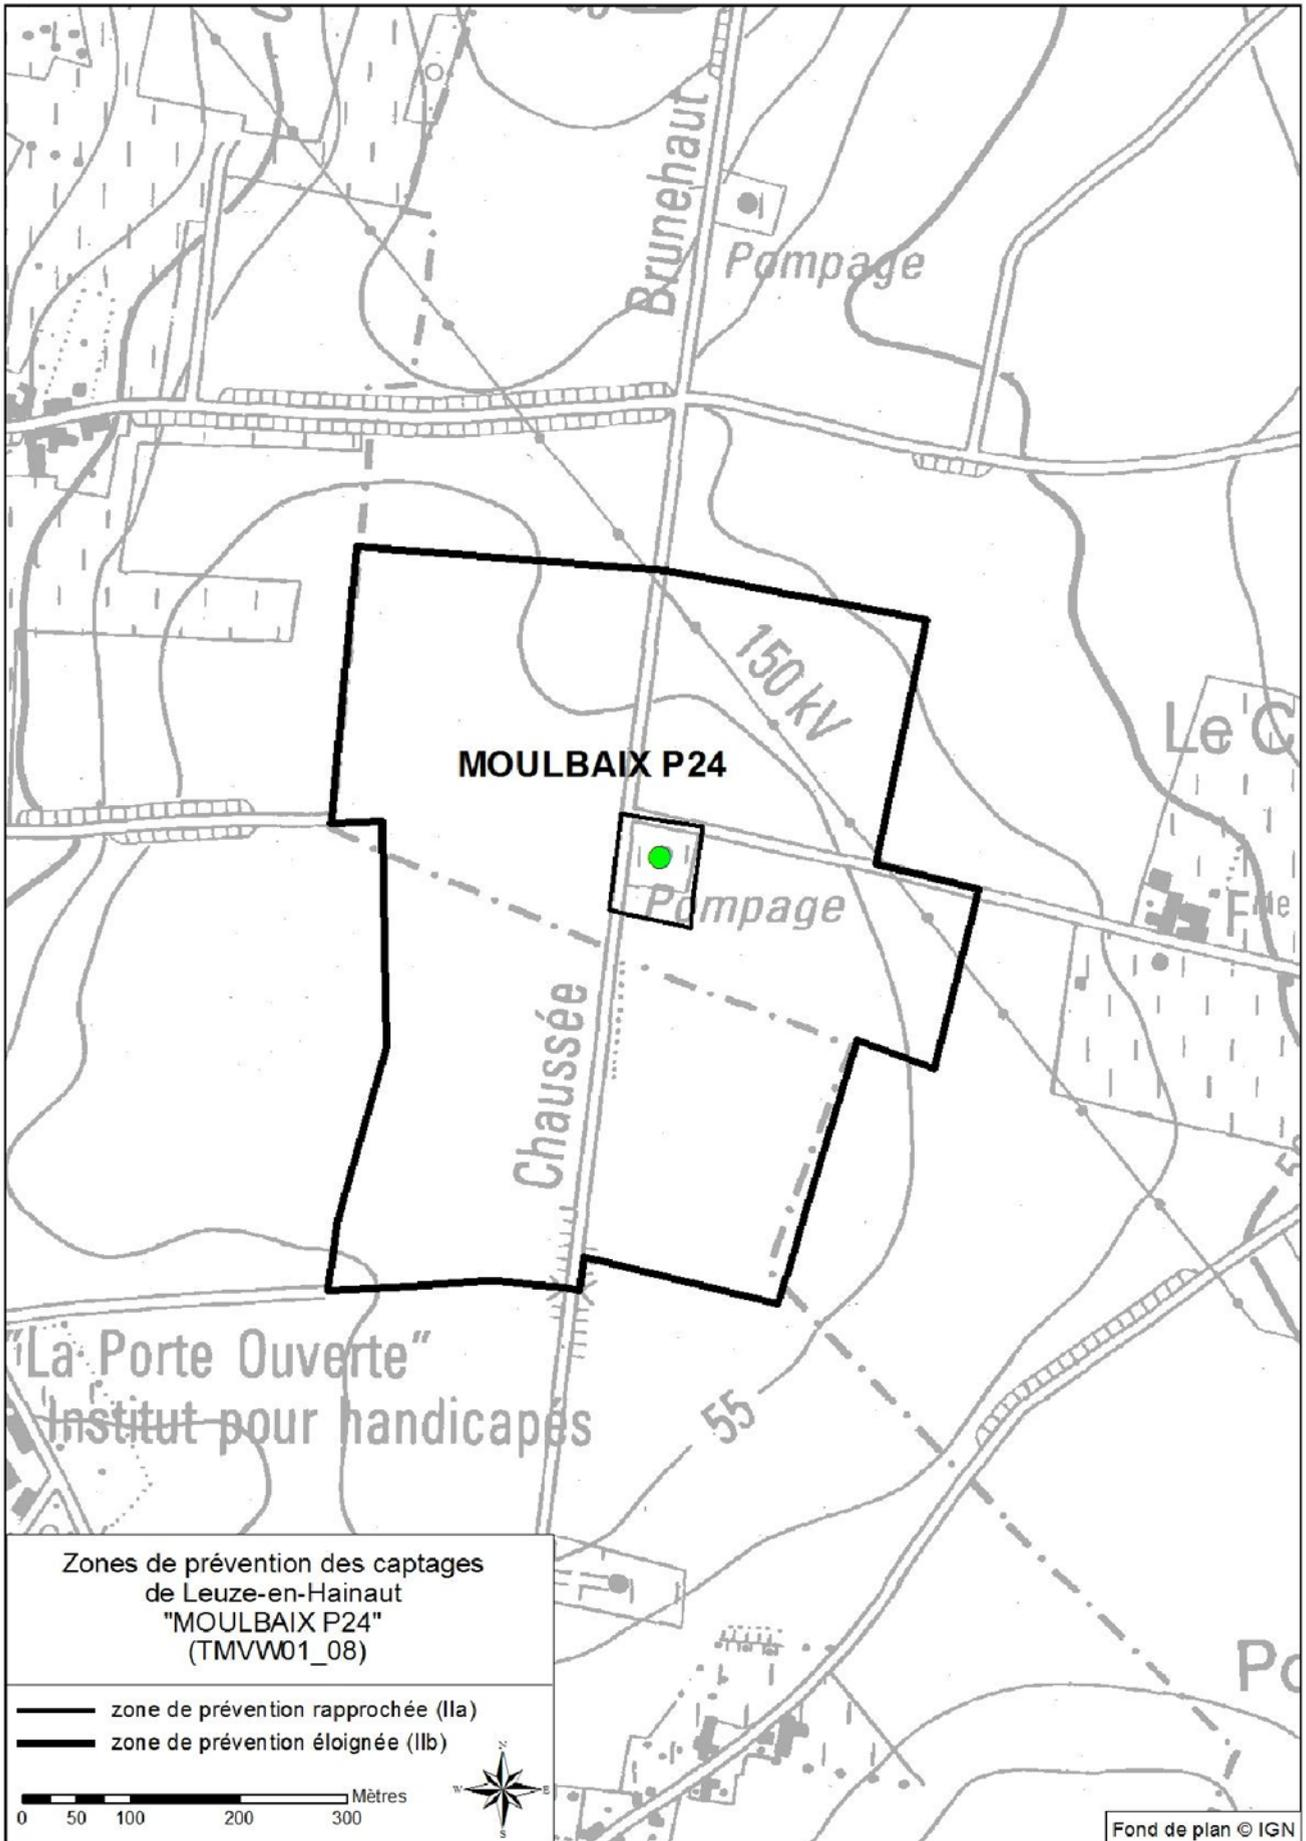 Brunehaut
Pompage
150 kV
Le C
MOULBAIX P24
Pompage
Fme
Chaussée
"La Porte Ouverte"
Institut pour handicapés
55
Zones de prévention des captages
de Leuze-en-Hainaut
"MOULBAIX P24"
(TMVW01_08)
Po
zone de prévention rapprochée (IIa)
zone de prévention éloignée (IIb)
N
W E
S
Mètres
0 50 100 200 300
Fond de plan © IGN